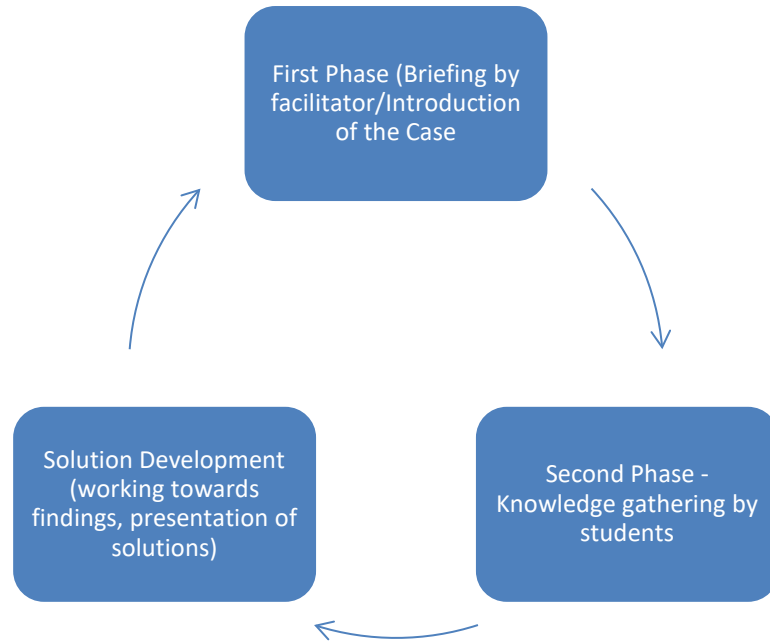 First Phase (Briefing by
facilitator/Introduction
of the Case
Second Phase -
Knowledge gathering by
students
Solution Development
(working towards
findings, presentation of
solutions)